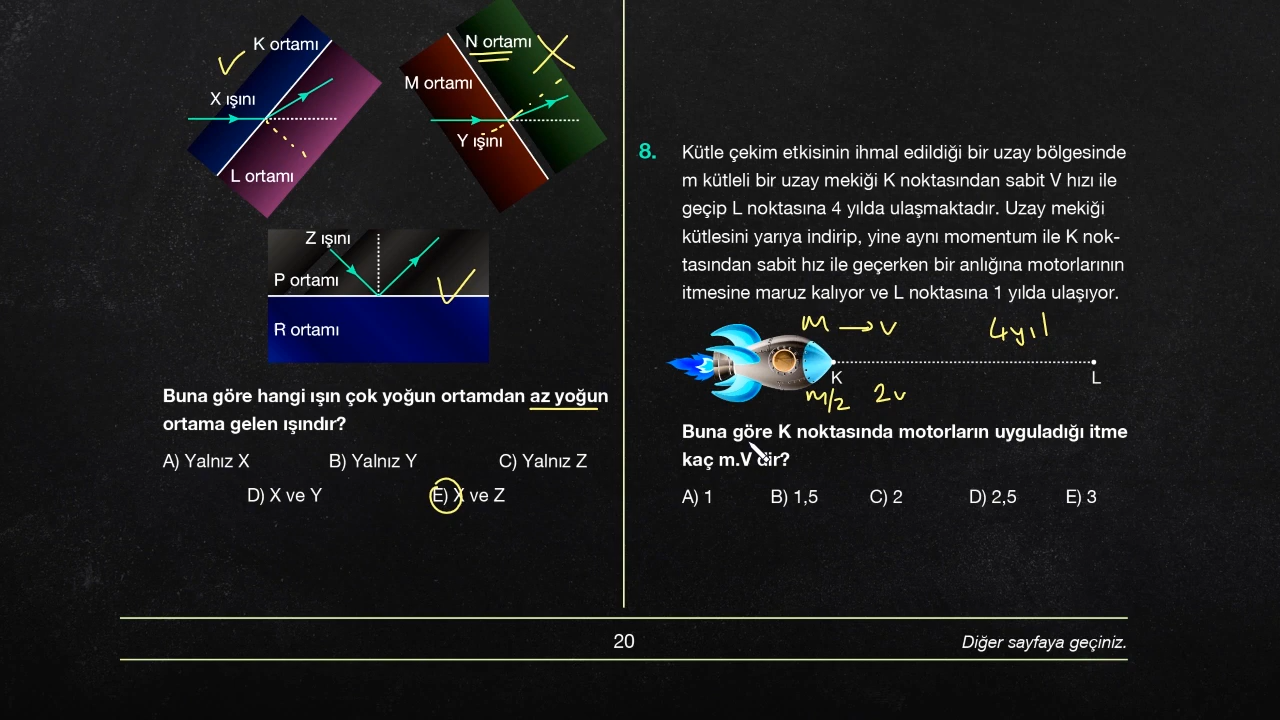 K ortamı
X ışını
L ortamı
N ortamı
M ortamı
Y ışını
Z ışını
P ortamı
R ortamı
Buna göre hangi ışın çok yoğun ortamdan az yoğun
ortama gelen ışındır?
A) Yalnız X
B) Yalnız Y
C) Yalnız Z
D) X ve Y
E) X ve Z
8. Kütle çekim etkisinin ihmal edildiği bir uzay bölgesinde
m kütleli bir uzay mekiği K noktasından sabit V hızı ile
geçip L noktasına 4 yılda ulaşmaktadır. Uzay mekiği
kütlesini yarıya indirip, yine aynı momentum ile K nok-
tasından sabit hız ile geçerken bir anlığına motorlarının
itmesine maruz kalıyor ve L noktasına 1 yılda ulaşıyor.
m → v
4 yıl
K
L
m/2 2v
Buna göre K noktasında motorların uyguladığı itme
kaç m.V dir?
A) 1
B) 1,5
C) 2
D) 2,5
E) 3
20
Diğer sayfaya geçiniz.